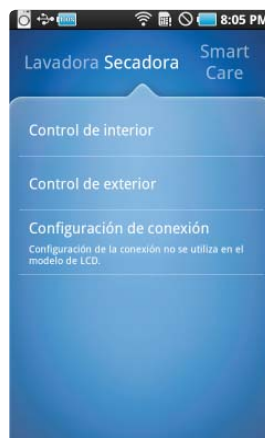 8:05 PM
Lavadora Secadora Smart
Care
Control de interior
Control de exterior
Configuración de conexión
Configuración de la conexión no se utiliza en el
modelo de LCD.